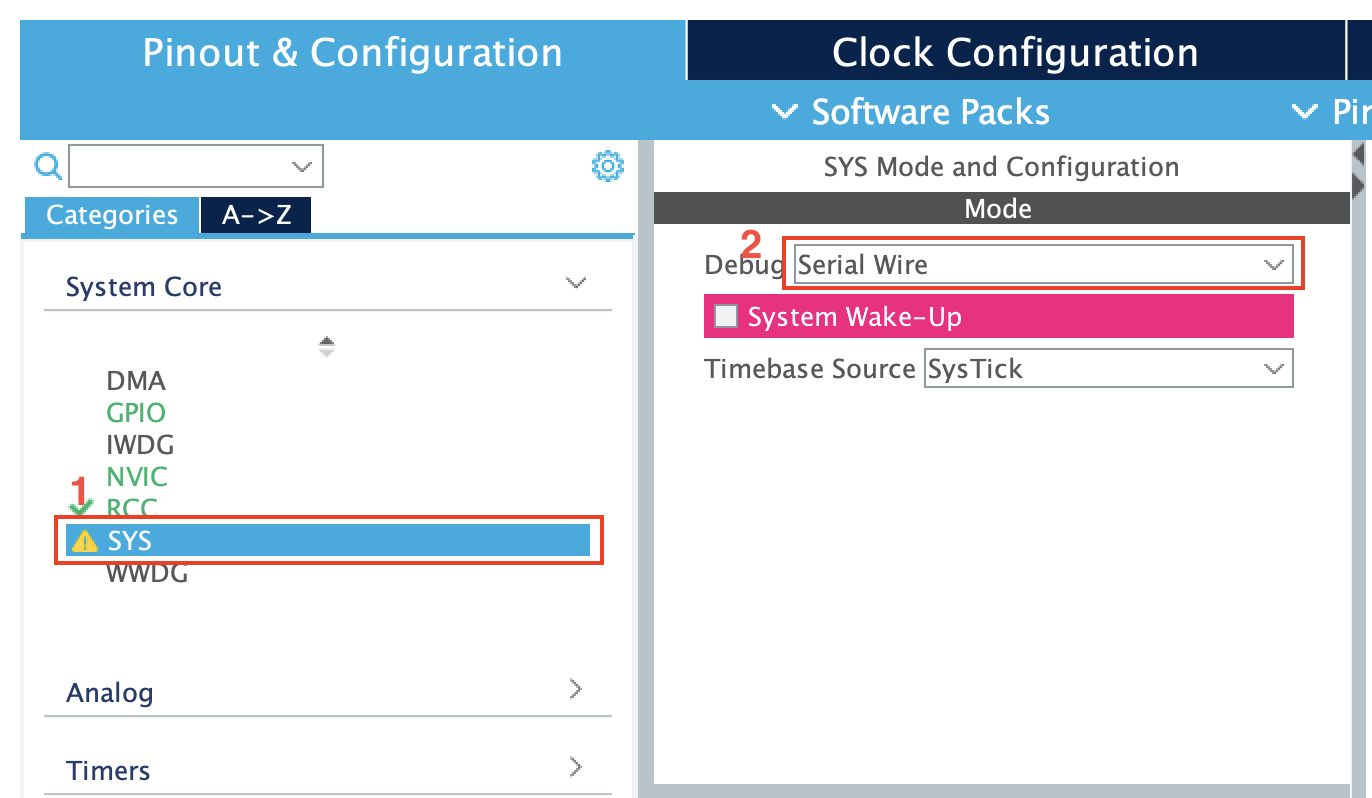 Pinout & Configuration
Clock Configuration
Software Packs
Categories
A->Z
System Core
DMA
GPIO
IWDG
NVIC
1
RCC
SYS
WWDG
Analog
Timers
SYS Mode and Configuration
Mode
2
Debug Serial Wire
System Wake-Up
Timebase Source SysTick